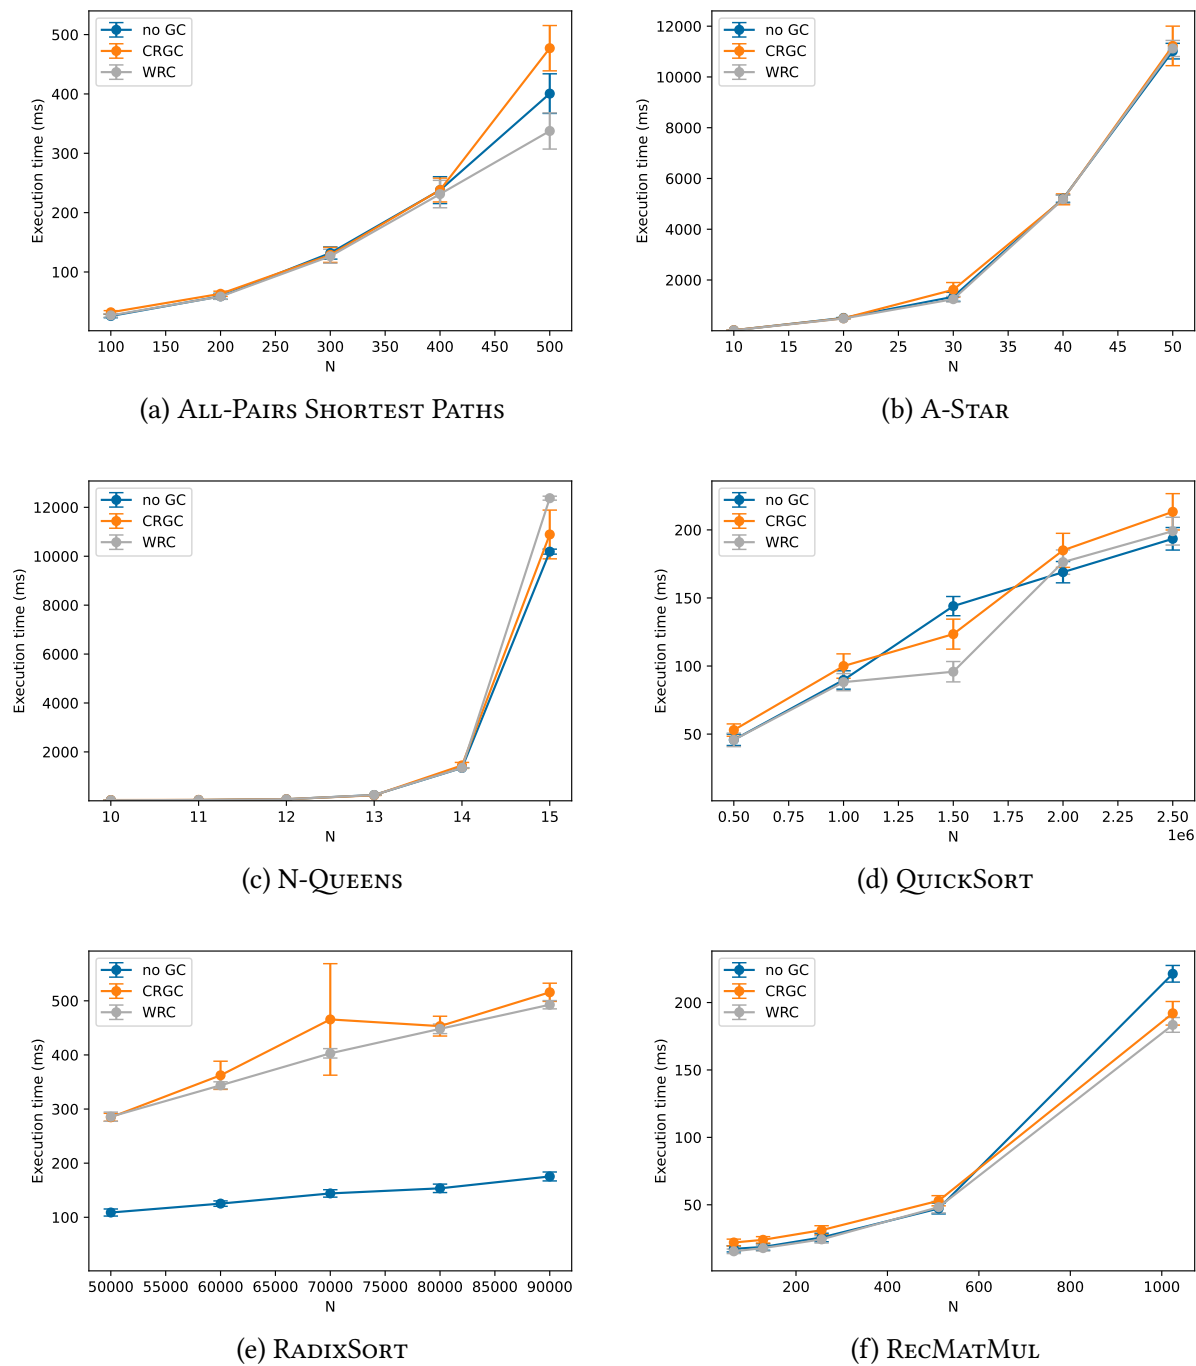 500
400
300
200
100
Execution time (ms)
no GC
CRGC
WRC
100 150 200 250 300 350 400 450 500
N
(a) All-Pairs Shortest Paths
12000
10000
8000
6000
4000
2000
Execution time (ms)
no GC
CRGC
WRC
10 15 20 25 30 35 40 45 50
N
(b) A-Star
12000
10000
8000
6000
4000
2000
Execution time (ms)
no GC
CRGC
WRC
10 11 12 13 14 15
N
(c) N-Queens
200
150
100
50
Execution time (ms)
no GC
CRGC
WRC
0.50 0.75 1.00 1.25 1.50 1.75 2.00 2.25 2.50
N
1e6
(d) QuickSort
500
400
300
200
100
Execution time (ms)
no GC
CRGC
WRC
50000 55000 60000 65000 70000 75000 80000 85000 90000
N
(e) RadixSort
200
150
100
50
Execution time (ms)
no GC
CRGC
WRC
200 400 600 800 1000
N
(f) RecMatMul